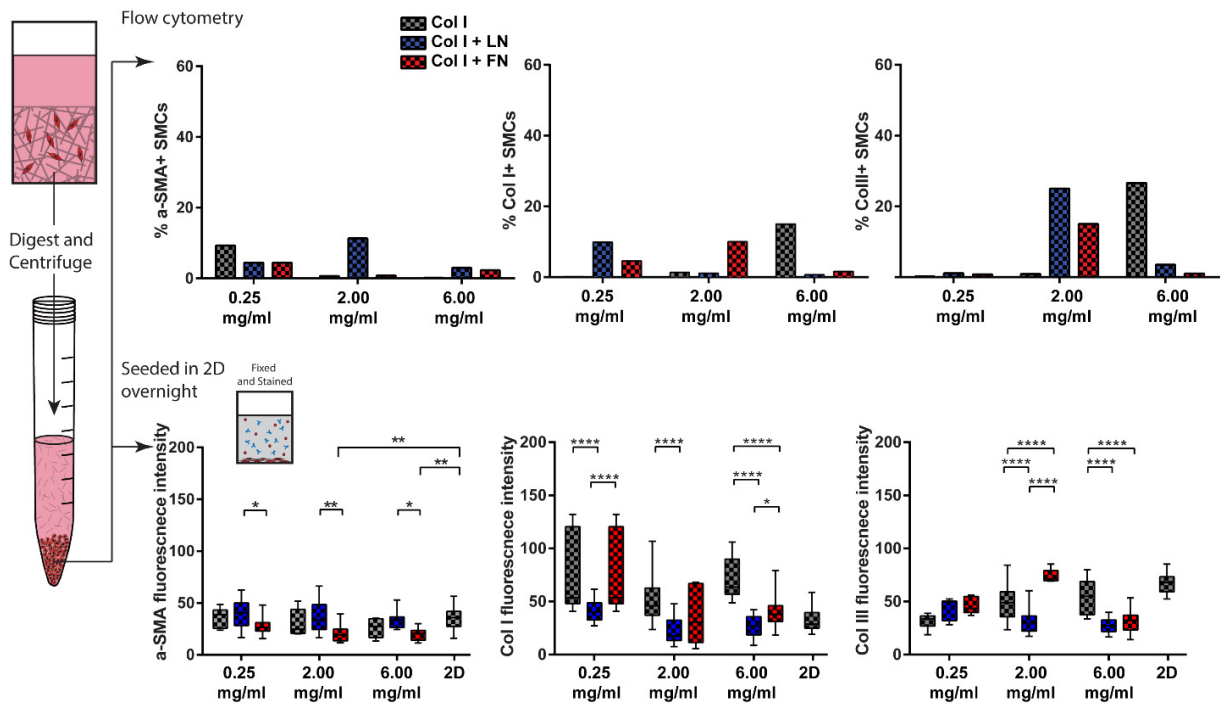 Flow cytometry
Col I
Col I + LN
Col I + FN
Digest and
Centrifuge
% a-SMA+ SMCs
60
40
20
0
0.25
mg/ml
2.00
mg/ml
6.00
mg/ml
% Col I+ SMCs
60
40
20
0
0.25
mg/ml
2.00
mg/ml
6.00
mg/ml
% ColII+ SMCs
60
40
20
0
0.25
mg/ml
2.00
mg/ml
6.00
mg/ml
Seeded in 2D
overnight
Fixed
and Stained
a-SMA fluorescnece intensity
200
150
100
50
0
*
**
*
**
**
0.25
mg/ml
2.00
mg/ml
6.00
mg/ml
2D
Col I fluorescnece intensity
200
150
100
50
0
****
****
****
****
****
*
0.25
mg/ml
2.00
mg/ml
6.00
mg/ml
2D
Col III fluorescnece intensity
200
150
100
50
0
****
****
****
****
****
0.25
mg/ml
2.00
mg/ml
6.00
mg/ml
2D